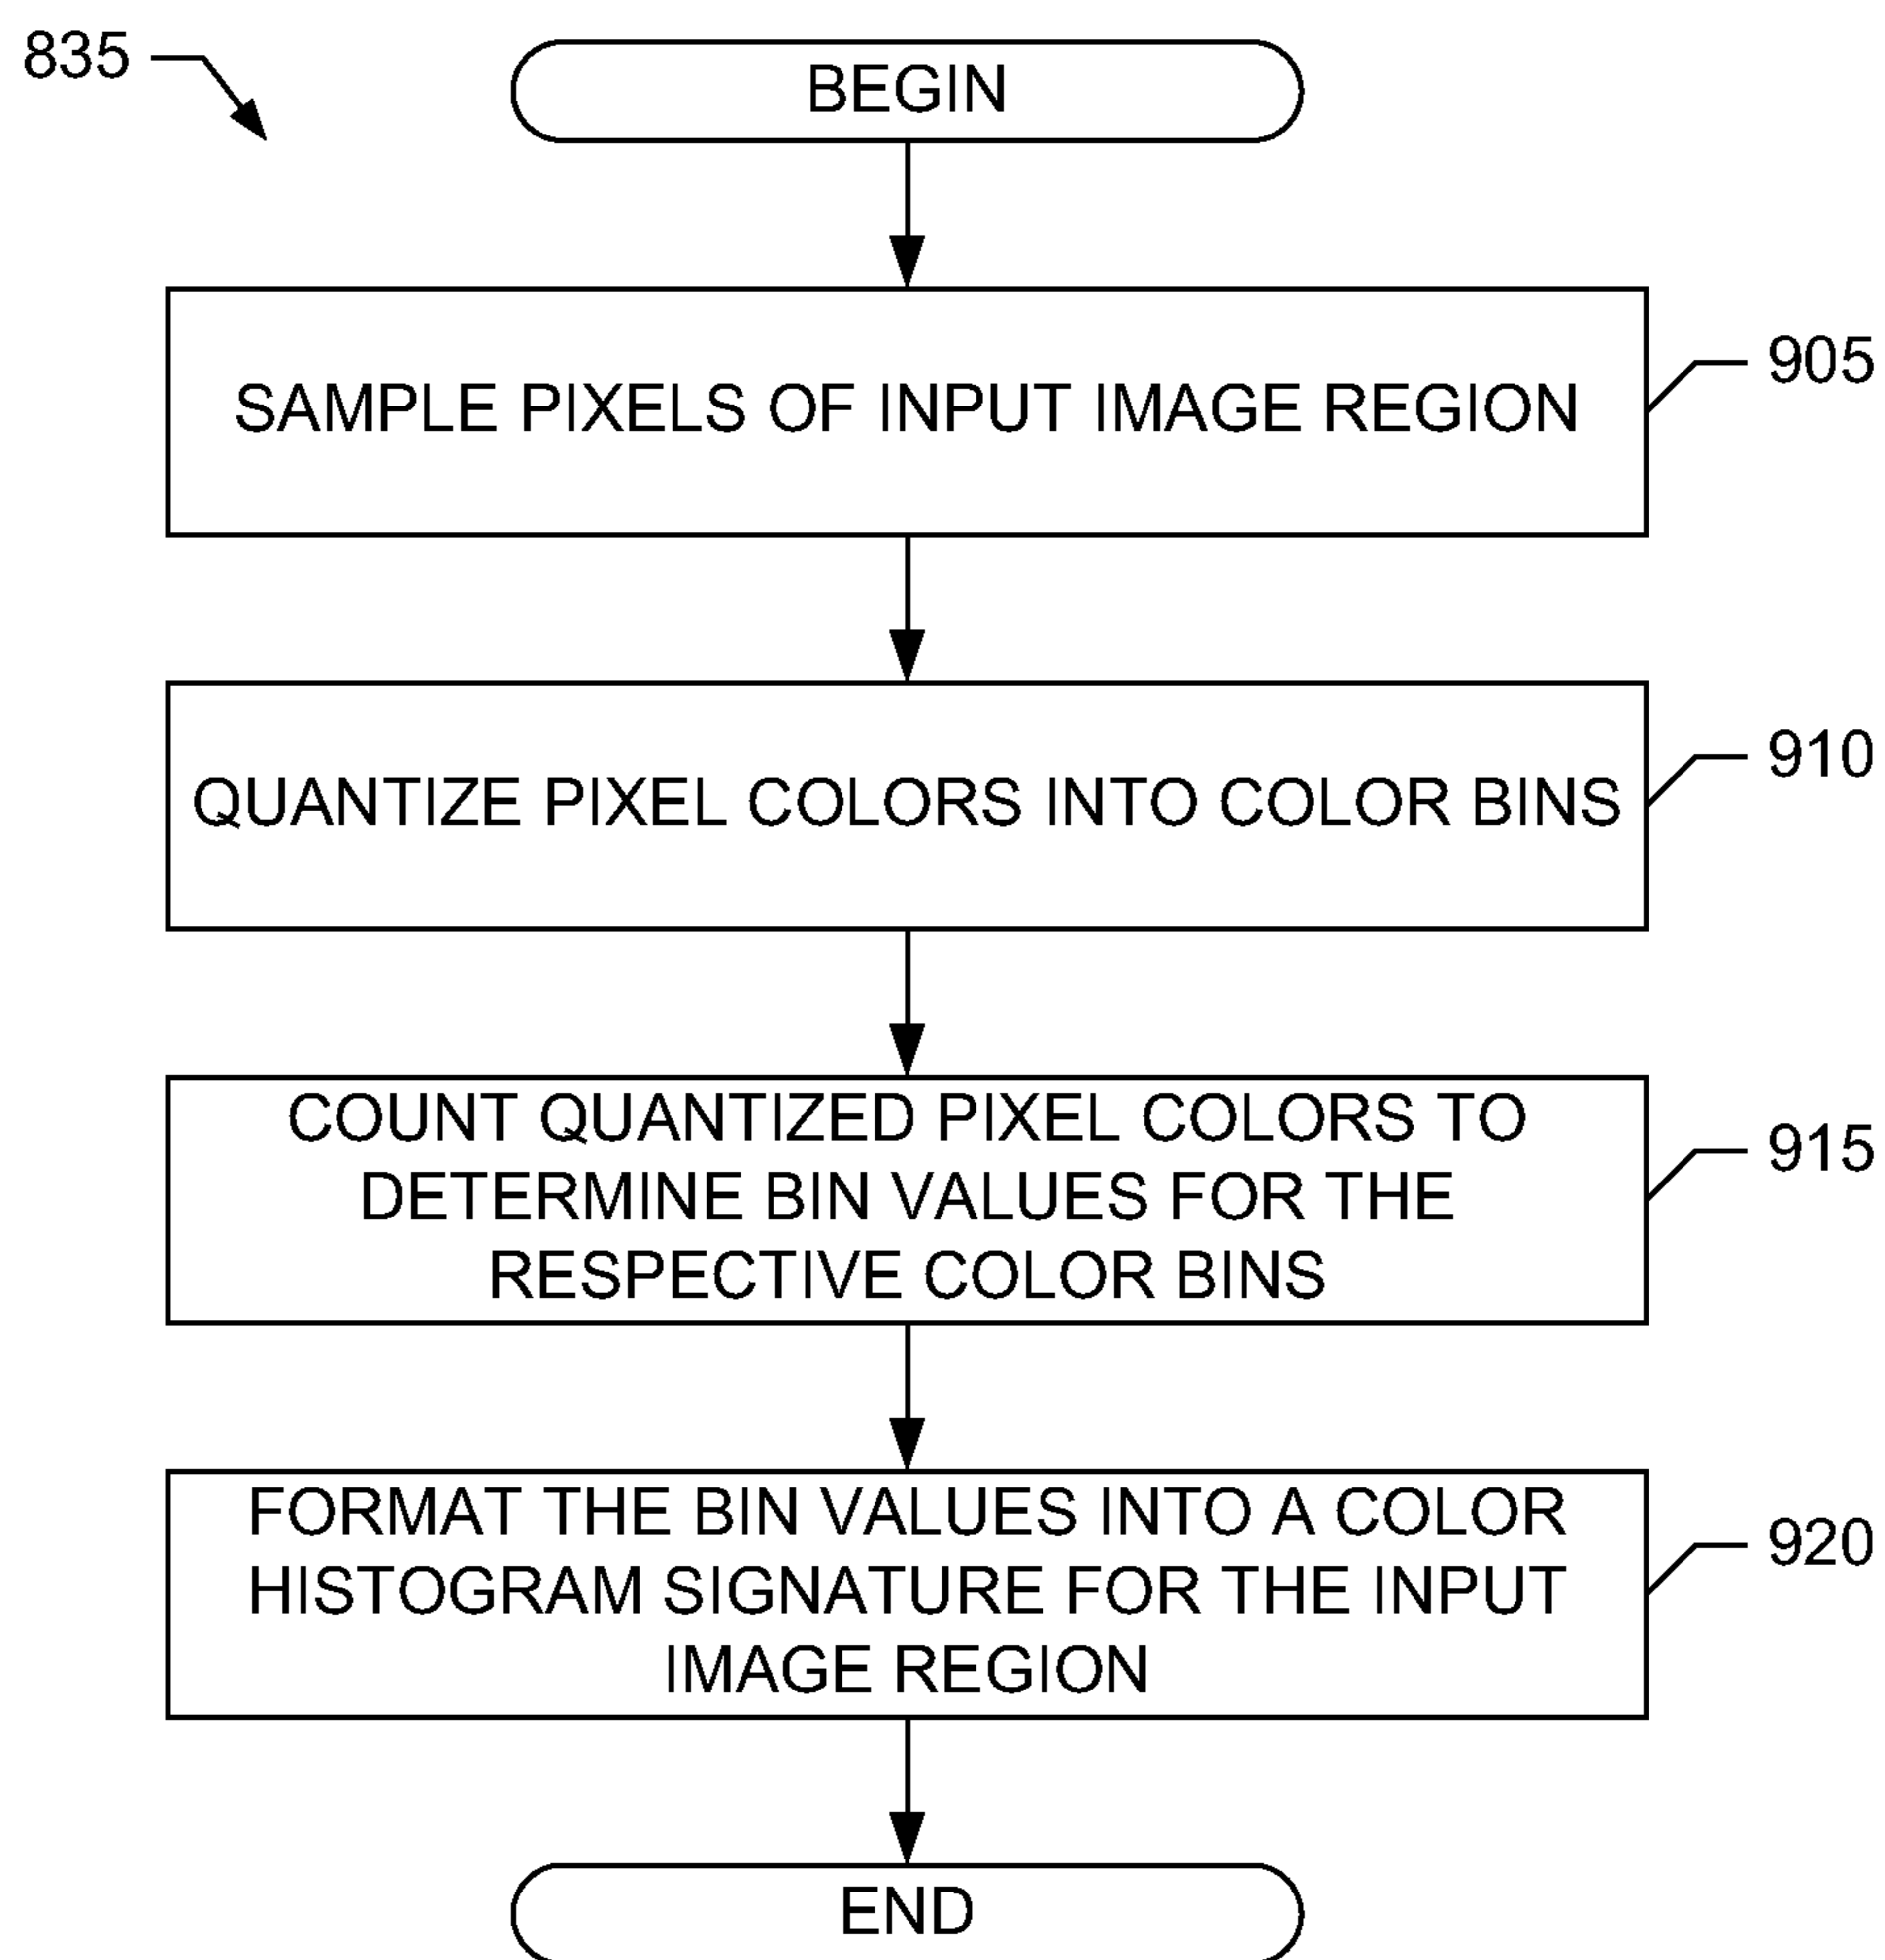 835
BEGIN
SAMPLE PIXELS OF INPUT IMAGE REGION
905
QUANTIZE PIXEL COLORS INTO COLOR BINS
910
COUNT QUANTIZED PIXEL COLORS TO
DETERMINE BIN VALUES FOR THE
RESPECTIVE COLOR BINS
915
FORMAT THE BIN VALUES INTO A COLOR
HISTOGRAM SIGNATURE FOR THE INPUT
IMAGE REGION
920
END